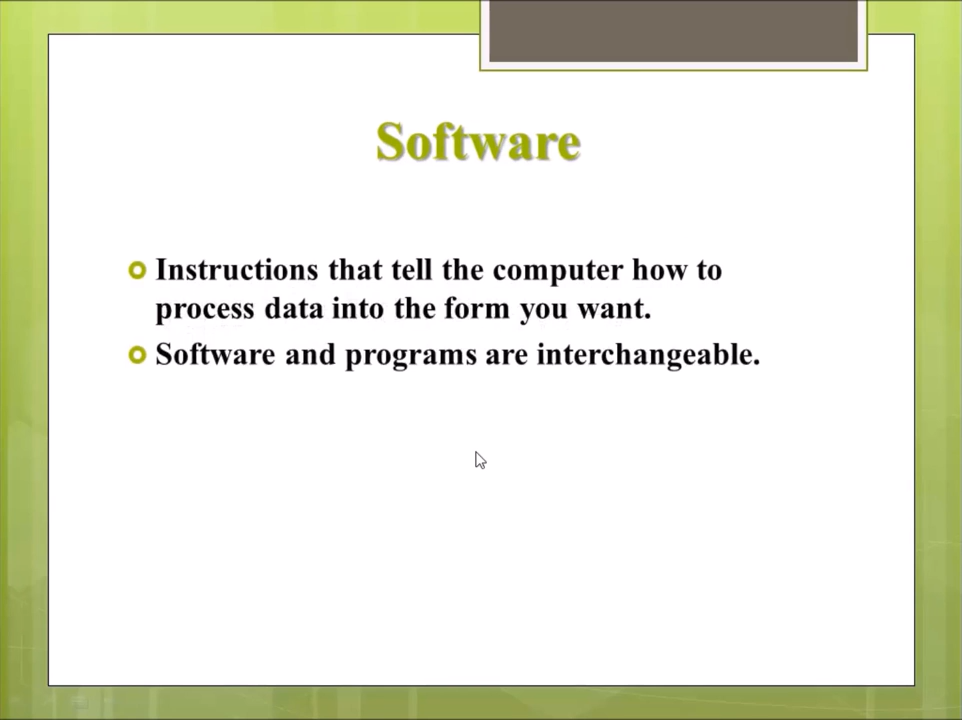 Software
Instructions that tell the computer how to
process data into the form you want.
Software and programs are interchangeable.